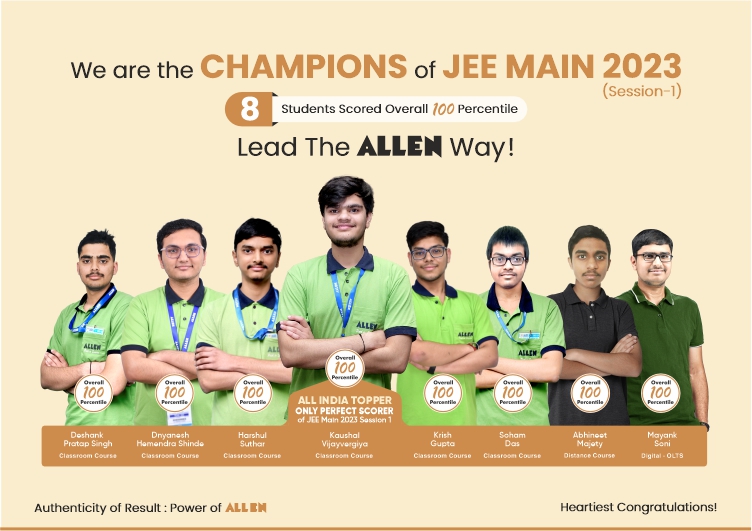 We are the CHAMPIONS of JEE MAIN 2023
(Session-1)
8 Students Scored Overall 100 Percentile
Lead The ALLEN Way!
ALLEN
ALLEN
ALLEN
ALLEN
ALLEN
Overall 100 Percentile
Overall 100 Percentile
Overall 100 Percentile
Overall 100 Percentile
Overall 100 Percentile
Overall 100 Percentile
Overall 100 Percentile
Overall 100 Percentile
ALL INDIA TOPPER
ONLY PERFECT SCORER
of JEE Main 2023 Session 1
Deshank Pratap Singh
Classroom Course
Dnyanesh Hemendra Shinde
Classroom Course
Harshul Suthar
Classroom Course
Kaushal Vijayvergiya
Classroom Course
Krish Gupta
Classroom Course
Soham Das
Classroom Course
Abhineet Majety
Distance Course
Mayank Soni
Digital - OLTS
Authenticity of Result : Power of ALLEN
Heartiest Congratulations!